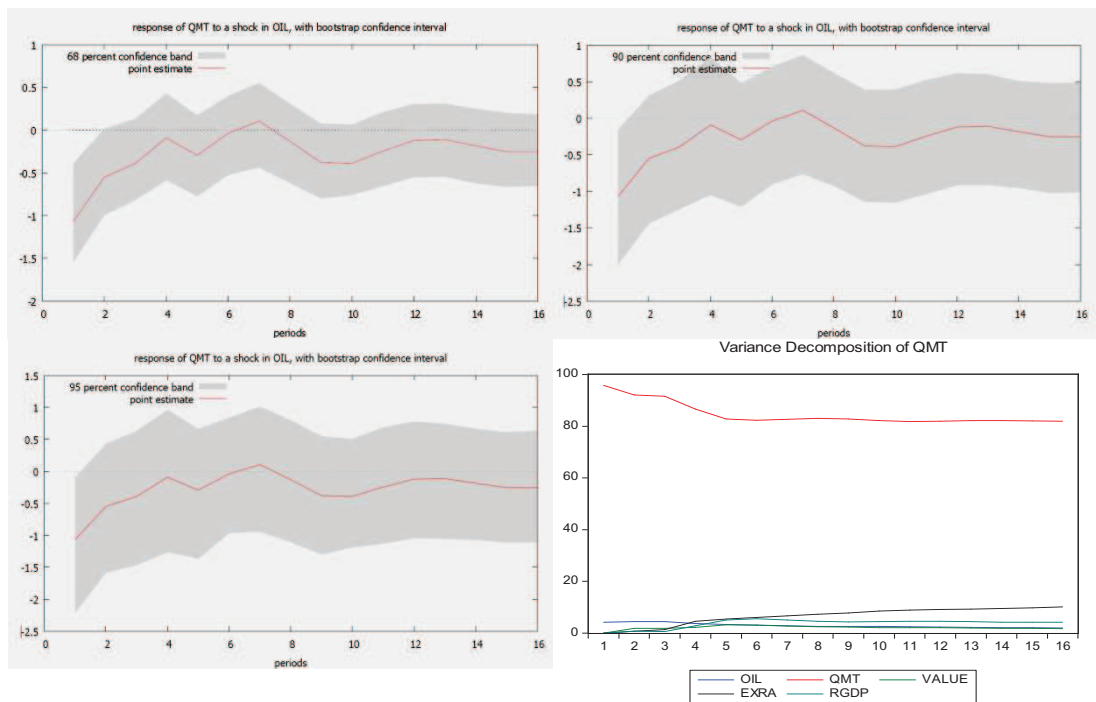 response of QMT to a shock in OIL, with bootstrap confidence interval
68 percent confidence band
point estimate
1
0.5
0
-0.5
-1
-1.5
-2
0 2 4 6 8 10 12 14 16
periods
response of QMT to a shock in OIL, with bootstrap confidence interval
90 percent confidence band
point estimate
1
0.5
0
-0.5
-1
-1.5
-2
-2.5
0 2 4 6 8 10 12 14 16
periods
response of QMT to a shock in OIL, with bootstrap confidence interval
95 percent confidence band
point estimate
1.5
1
0.5
0
-0.5
-1
-1.5
-2
-2.5
0 2 4 6 8 10 12 14 16
periods
Variance Decomposition of QMT
100
80
60
40
20
0
1 2 3 4 5 6 7 8 9 10 11 12 13 14 15 16
OIL QMT VALUE
EXRA RGDP